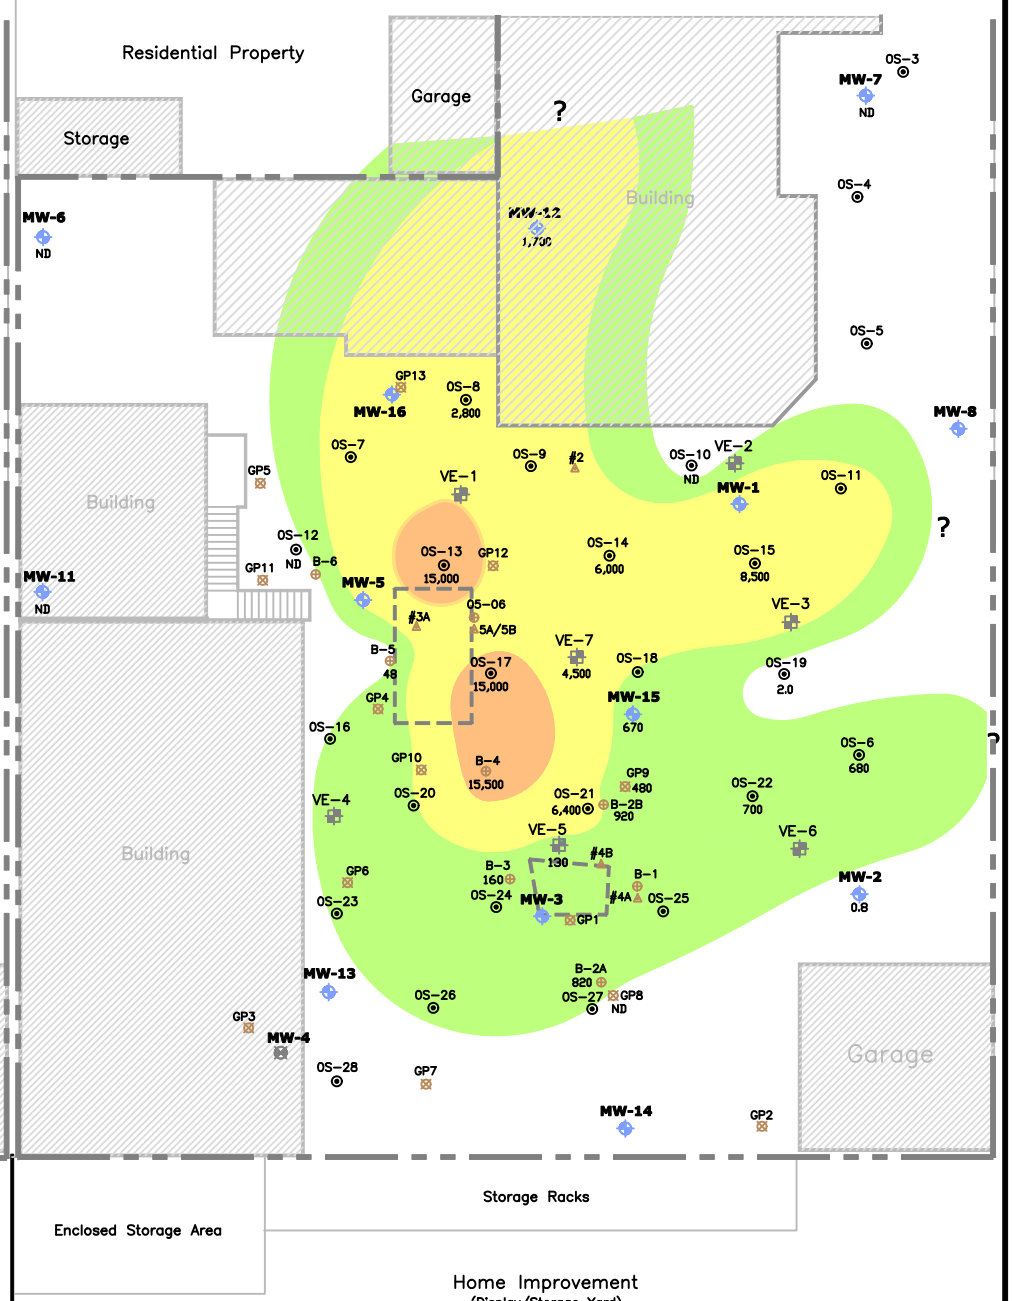 Residential Property
Garage
Storage
?
OS-3
MW-7
ND
OS-4
Building
MW-12
1,700
MW-6
ND
OS-5
GP13
MW-16
OS-8
2,800
MW-8
OS-7
OS-9
#2
OS-10
ND
VE-2
OS-11
GP5
VE-1
MW-1
Building
?
OS-12
ND
B-6
OS-13
15,000
GP12
OS-14
6,000
OS-15
8,500
GP11
MW-11
ND
MW-5
#3A
05-06
5A/5B
VE-3
B-5
48
OS-17
15,000
VE-7
4,500
OS-18
OS-19
2.0
GP4
MW-15
670
OS-16
?
OS-6
680
GP10
B-4
15,500
GP9
480
OS-22
700
VE-4
OS-20
OS-21
6,400
B-2B
920
VE-5
130
VE-6
Building
#4B
GP6
B-3
160
B-1
#4A
MW-2
0.8
OS-23
OS-24
MW-3
GP1
OS-25
MW-13
B-2A
820
OS-26
OS-27
GP8
ND
GP3
MW-4
Garage
OS-28
GP7
MW-14
GP2
Storage Racks
Enclosed Storage Area
Home Improvement
(Display/Storage Yard)